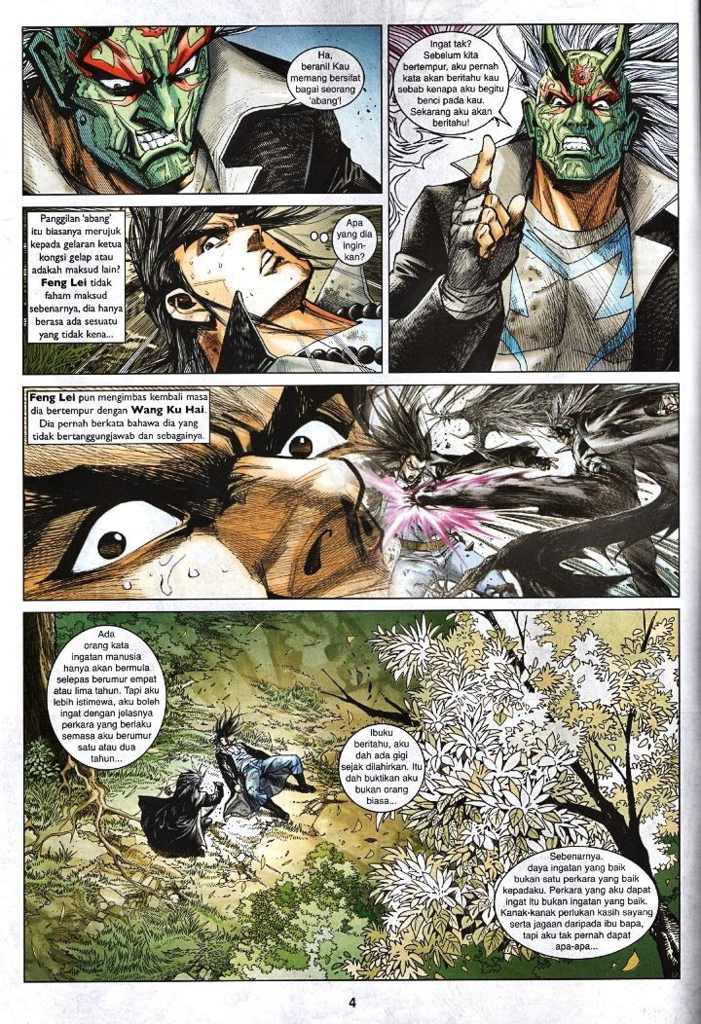 Ha,
berani! Kau
memang bersifat
bagai seorang
'abang'!
Ingat tak?
Sebelum kita
bertempur, aku pernah
kata akan beritahu kau
sebab kenapa aku begitu
benci pada kau.
Sekarang aku akan
beritahu!
Panggilan 'abang'
itu biasanya merujuk
kepada gelaran ketua
kongsi gelap atau
adakah maksud lain?
Feng Lei tidak
faham maksud
sebenarnya, dia hanya
berasa ada sesuatu
yang tidak kena...
Apa
yang dia
ingin-
kan?
Feng Lei pun mengimbas kembali masa
dia bertempur dengan Wang Ku Hai.
Dia pernah berkata bahawa dia yang
tidak bertanggungjawab dan sebagainya.
Ada
orang kata
ingatan manusia
hanya akan bermula
selepas berumur empat
atau lima tahun. Tapi aku
lebih istimewa, aku boleh
ingat dengan jelasnya
perkara yang berlaku
semasa aku berumur
satu atau dua
tahun...
Ibuku
beritahu, aku
dah ada gigi
sejak dilahirkan. Itu
dah buktikan aku
bukan orang
biasa...
Sebenarnya,
daya ingatan yang baik
bukan satu perkara yang baik
kepadaku. Perkara yang aku dapat
ingat itu bukan ingatan yang baik.
Kanak-kanak perlukan kasih sayang
serta jagaan daripada ibu bapa,
tapi aku tak pernah dapat
apa-apa...
4